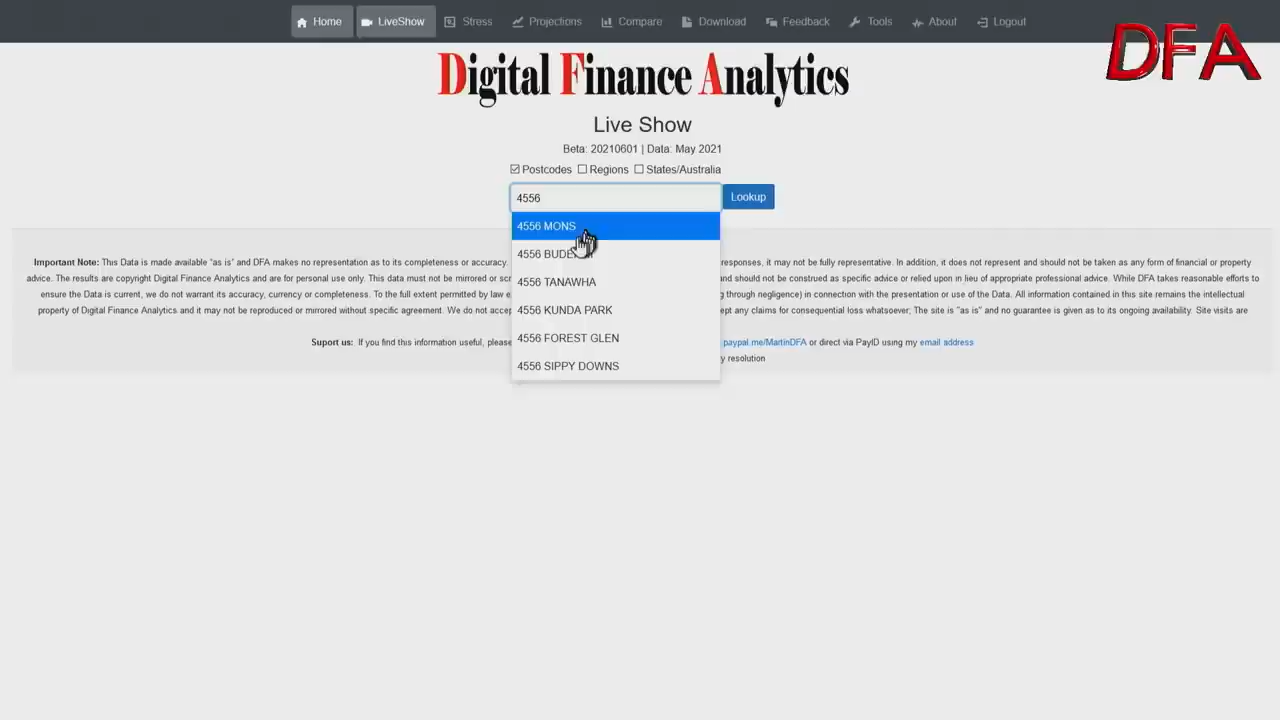 Home LiveShow Stress Projections Compare Download Feedback Tools About Logout
DFA
Digital Finance Analytics
Live Show
Beta: 20210601 | Data: May 2021
Postcodes Regions States/Australia
4556 Lookup
4556 MONS
4556 TANAWHA
4556 KUNDA PARK
4556 FOREST GLEN
4556 SIPPY DOWNS
Important Note: This Data is made available "as is" and DFA makes no representation as to its completeness or accuracy. responses, it may not be fully representative. In addition, it does not represent and should not be taken as any form of financial or property
advice. The results are copyright Digital Finance Analytics and are for personal use only. This data must not be mirrored or and should not be construed as specific advice or relied upon in lieu of appropriate professional advice. While DFA takes reasonable efforts to
ensure the Data is current, we do not warrant its accuracy, currency or completeness. To the full extent permitted by law through negligence) in connection with the presentation or use of the Data. All information contained in this site remains the intellectual
property of Digital Finance Analytics and it may not be reproduced or mirrored without specific agreement. We do not any claims for consequential loss whatsoever; The site is "as is" and no guarantee is given as to its ongoing availability. Site visits are
Suport us: If you find this information useful, please paypal.me/MartinDFA or direct via PayID using my email address
resolution